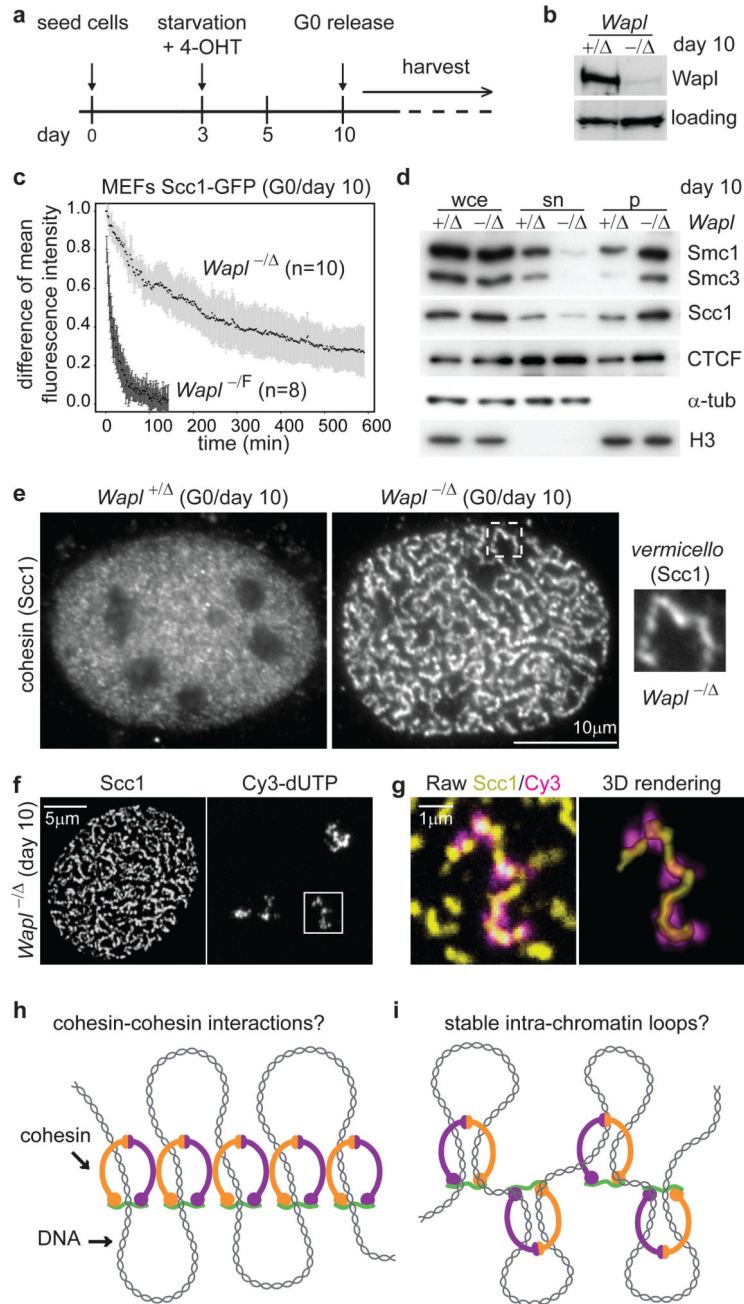 a
seed cells
starvation
+ 4-OHT
G0 release
harvest
day
0
3
5
10
b
Wapl
+/Δ −/Δ day 10
Wapl
loading
c
MEFs Scc1-GFP (G0/day 10)
difference of mean
fluorescence intensity
1.0
0.8
0.6
0.4
0.2
0.0
Wapl −/Δ (n=10)
Wapl −/F (n=8)
0 100 200 300 400 500 600
time (min)
d
day 10
wce sn p
+/Δ −/Δ +/Δ −/Δ +/Δ −/Δ Wapl
Smc1
Smc3
Scc1
CTCF
α-tub
H3
e
Wapl +/Δ (G0/day 10)
Wapl −/Δ (G0/day 10)
cohesin (Scc1)
10μm
vermicello
(Scc1)
Wapl −/Δ
f
Scc1
Cy3-dUTP
5μm
Wapl −/Δ (day 10)
g
Raw Scc1/Cy3
3D rendering
1μm
h
cohesin-cohesin interactions?
cohesin
DNA
i
stable intra-chromatin loops?